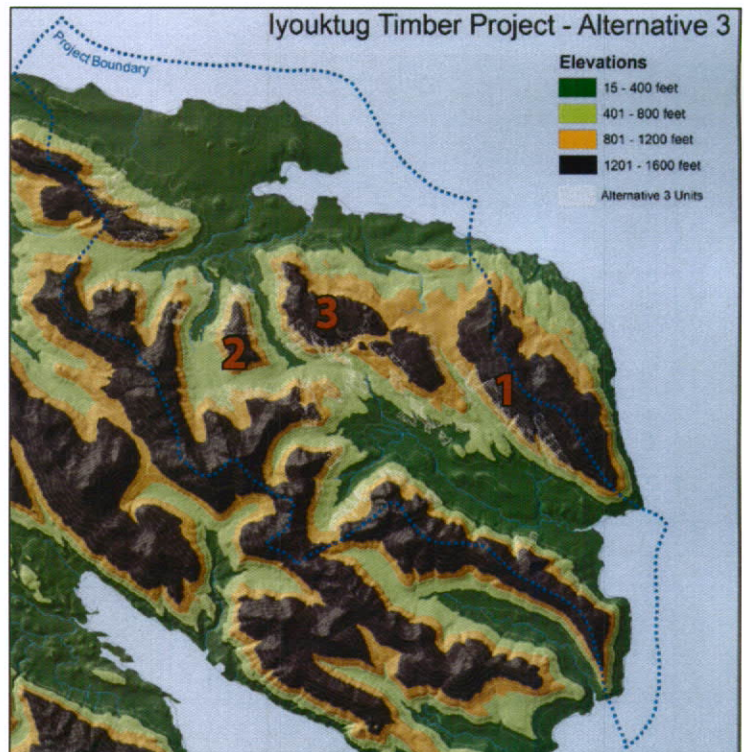 Iyouktug Timber Project - Alternative 3
Project Boundary
Elevations
15 - 400 feet
401 - 800 feet
801 - 1200 feet
1201 - 1600 feet
Alternative 3 Units
3
2
1